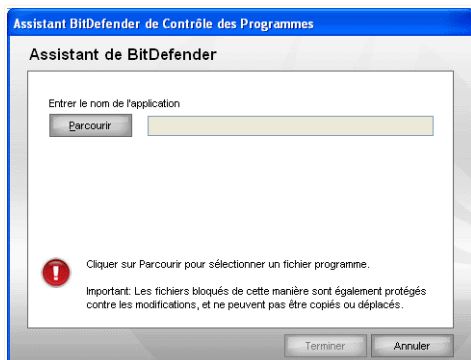 Assistant BitDefender de Contrôle des Programmes
Assistant de BitDefender
Entrer le nom de l'application
Parcourir
Cliquer sur Parcourir pour sélectionner un fichier programme.
Important: Les fichiers bloqués de cette manière sont également protégés
contre les modifications, et ne peuvent pas être copiés ou déplacés.
Terminer
Annuler